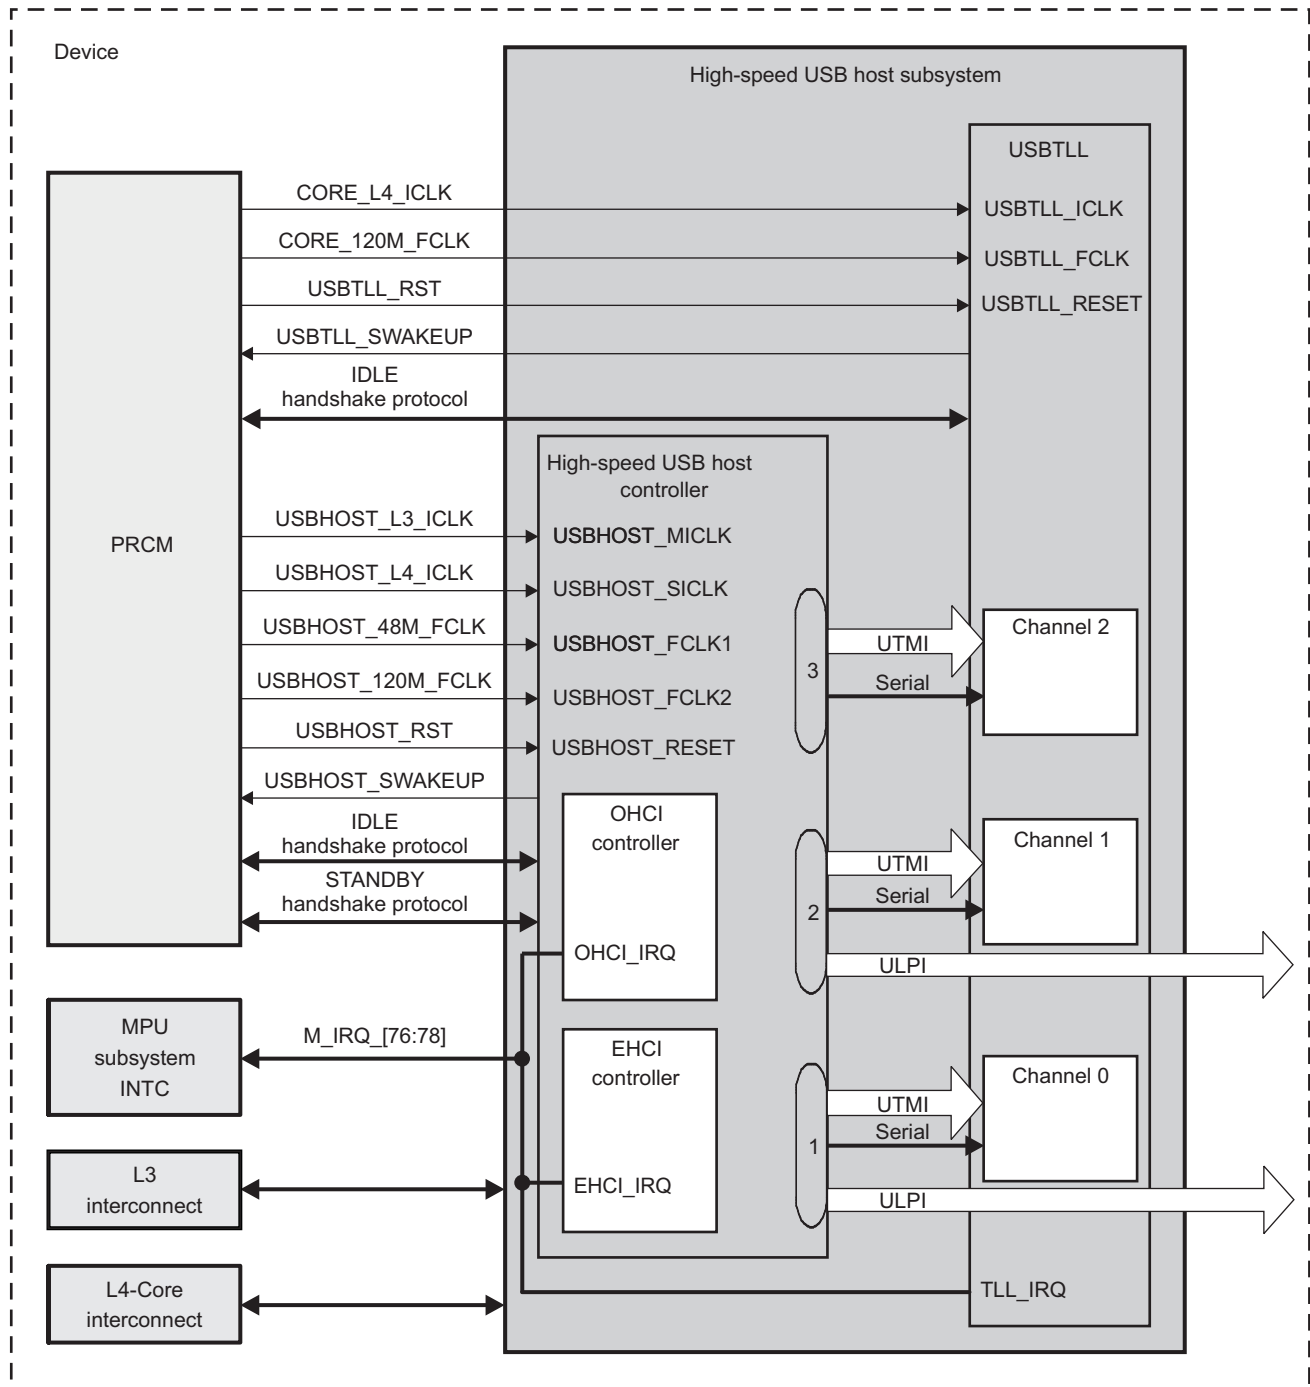 Device
High-speed USB host subsystem
USBTLL
CORE_L4_ICLK
USBTLL_ICLK
CORE_120M_FCLK
USBTLL_FCLK
USBTLL_RST
USBTLL_RESET
USBTLL_SWAKEUP
IDLE
handshake protocol
High-speed USB host
controller
PRCM
USBHOST_L3_ICLK
USBHOST_MICLK
USBHOST_L4_ICLK
USBHOST_SICLK
USBHOST_48M_FCLK
USBHOST_FCLK1
USBHOST_120M_FCLK
USBHOST_FCLK2
USBHOST_RST
USBHOST_RESET
USBHOST_SWAKEUP
IDLE
handshake protocol
STANDBY
handshake protocol
3
UTMI
Serial
Channel 2
OHCI
controller
OHCI_IRQ
2
UTMI
Serial
ULPI
Channel 1
MPU
subsystem
INTC
M_IRQ_[76:78]
EHCI
controller
EHCI_IRQ
1
UTMI
Serial
ULPI
Channel 0
L3
interconnect
L4-Core
interconnect
TLL_IRQ